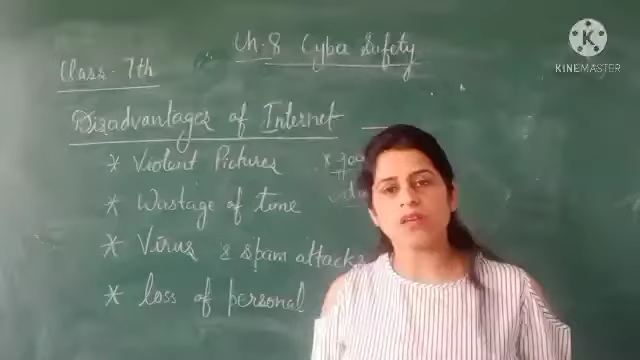 Ch.8 Cyber Safety
KINEMASTER
Class-7th
Disadvantages of Internet
* Violent Pictures
* Wastage of time
* Virus & spam attacks
* loss of personal